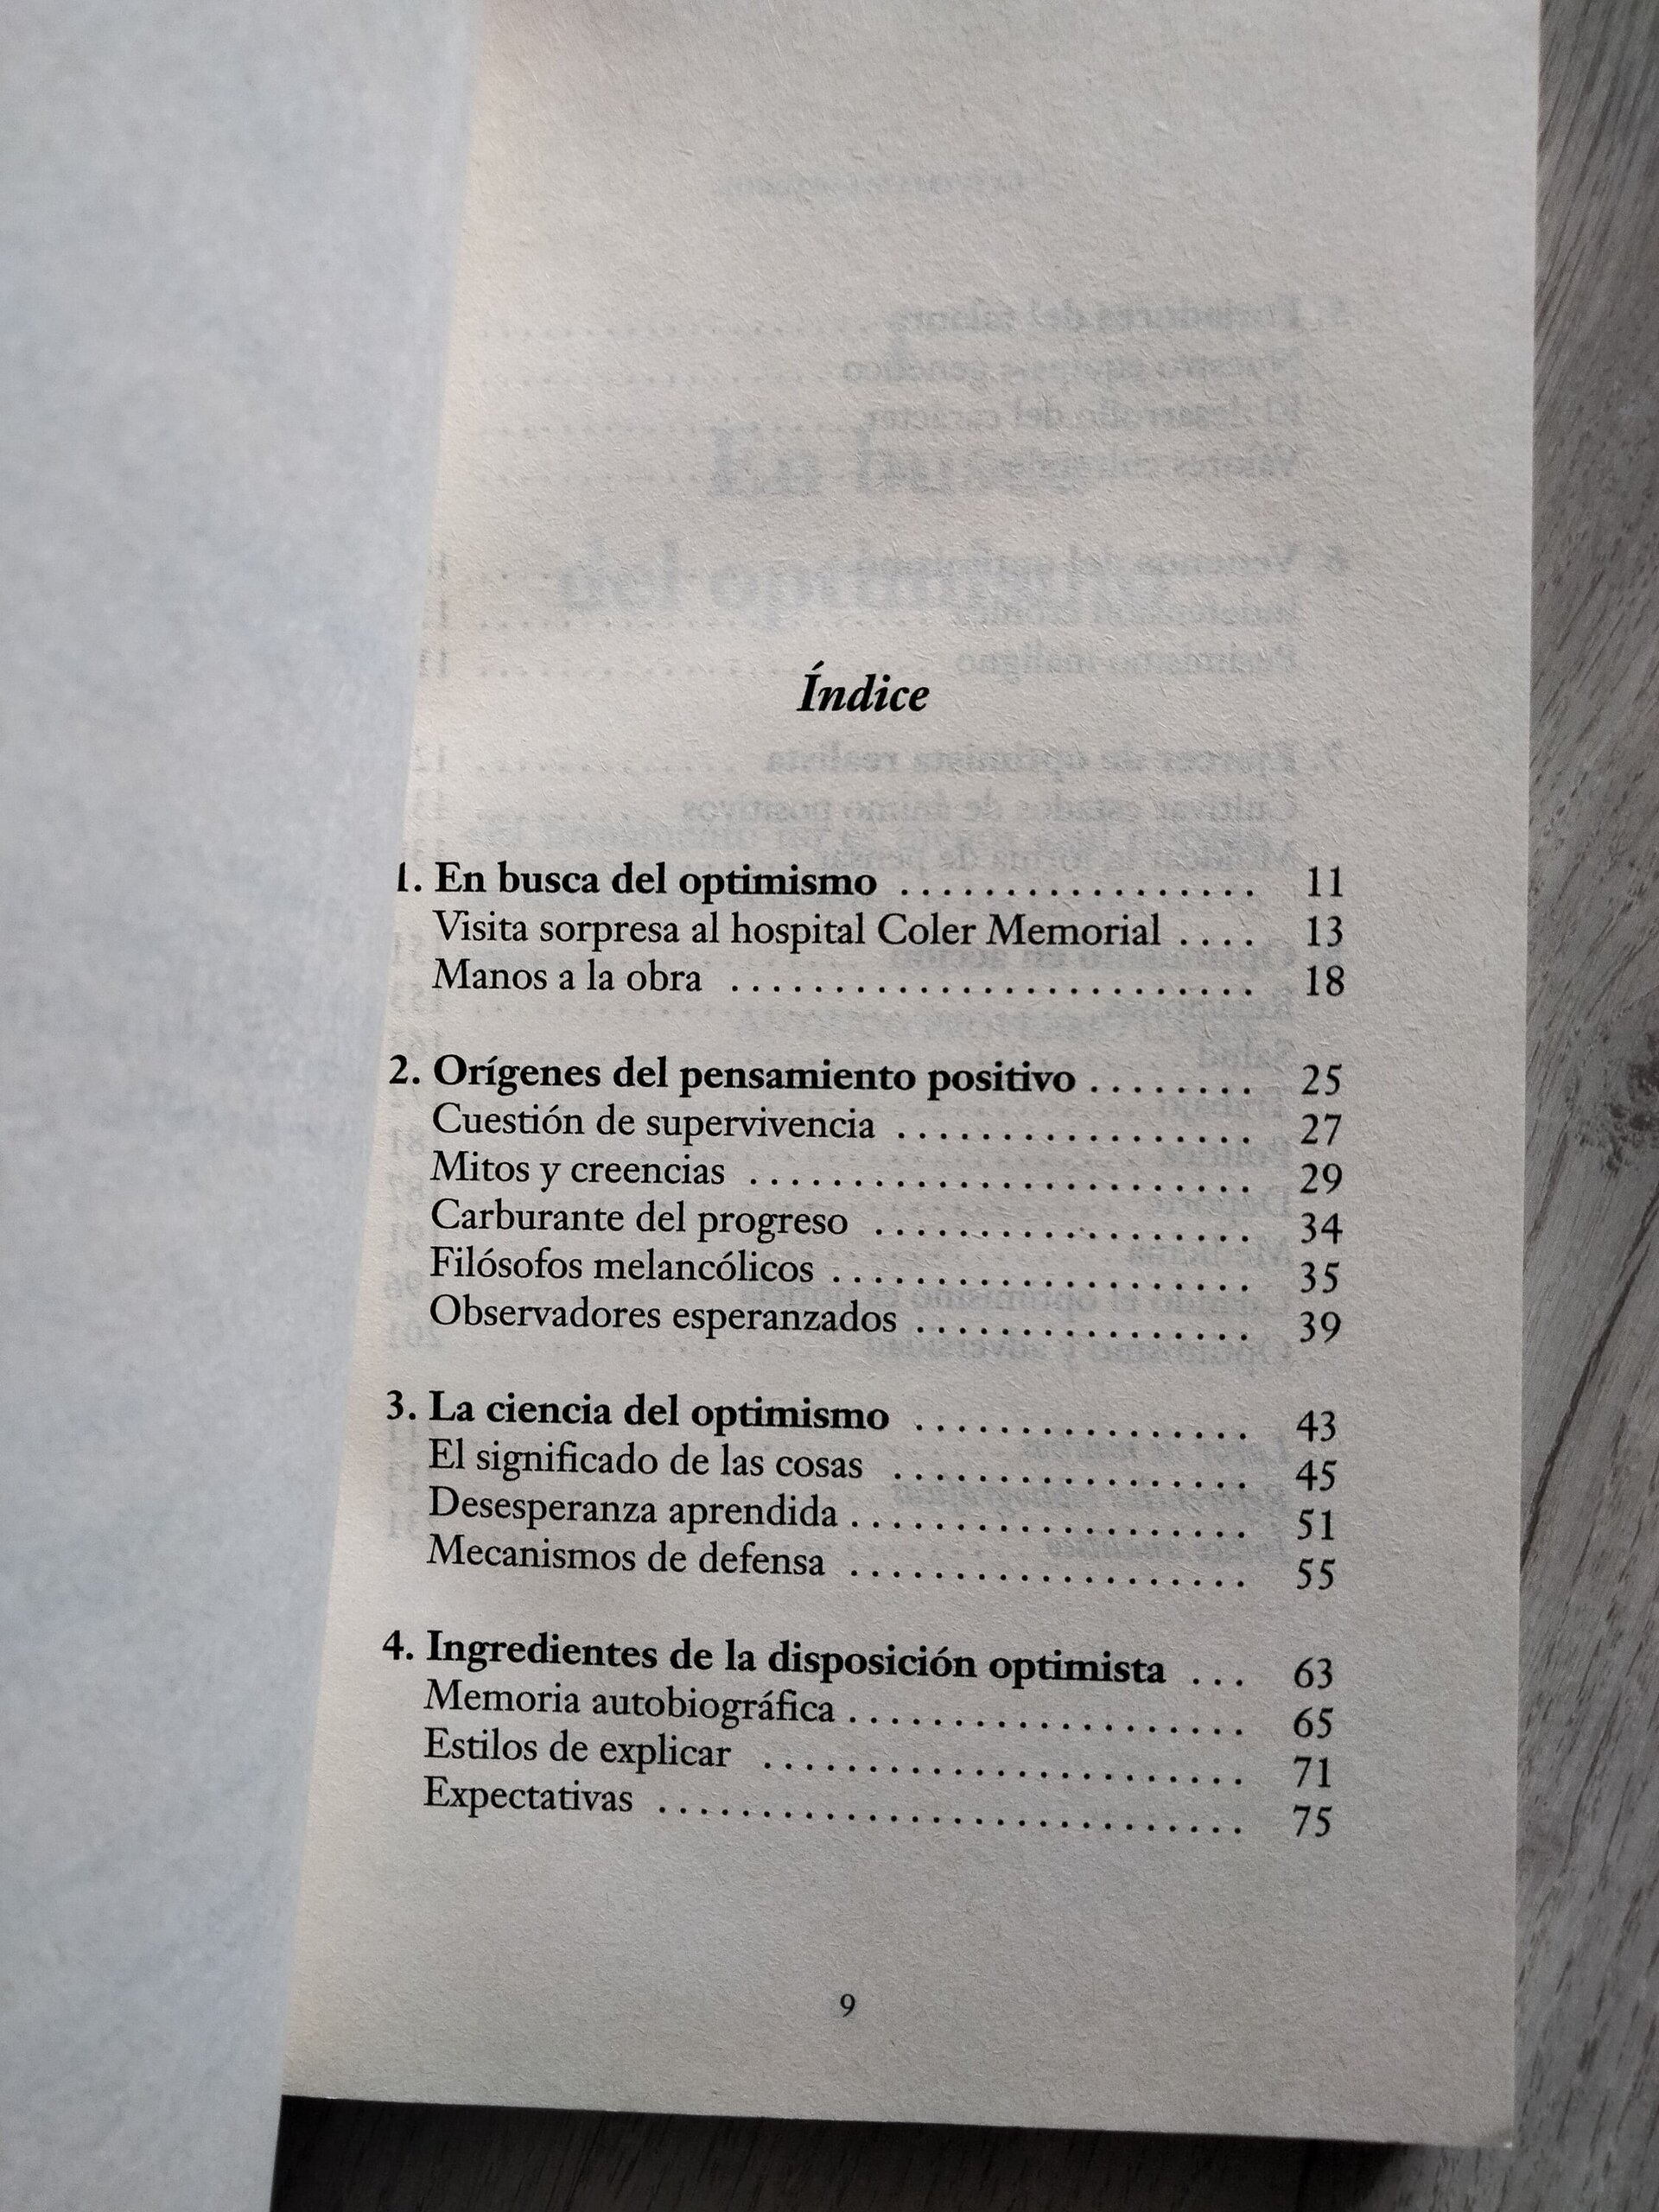 Índice
1. En busca del optimismo . . . . . . . . . . . . . . . . . 11
Visita sorpresa al hospital Coler Memorial . . . . 13
Manos a la obra . . . . . . . . . . . . . . . . . . . . . . . . . . 18
2. Orígenes del pensamiento positivo . . . . . . . . 25
Cuestión de supervivencia . . . . . . . . . . . . . . . . . 27
Mitos y creencias . . . . . . . . . . . . . . . . . . . . . . . . 29
Carburante del progreso . . . . . . . . . . . . . . . . . . 34
Filósofos melancólicos . . . . . . . . . . . . . . . . . . . . 35
Observadores esperanzados . . . . . . . . . . . . . . . . 39
3. La ciencia del optimismo . . . . . . . . . . . . . . . . 43
El significado de las cosas . . . . . . . . . . . . . . . . . 45
Desesperanza aprendida . . . . . . . . . . . . . . . . . . . 51
Mecanismos de defensa . . . . . . . . . . . . . . . . . . . 55
4. Ingredientes de la disposición optimista . . . 63
Memoria autobiográfica . . . . . . . . . . . . . . . . . . . 65
Estilos de explicar . . . . . . . . . . . . . . . . . . . . . . . 71
Expectativas . . . . . . . . . . . . . . . . . . . . . . . . . . . . 75
9